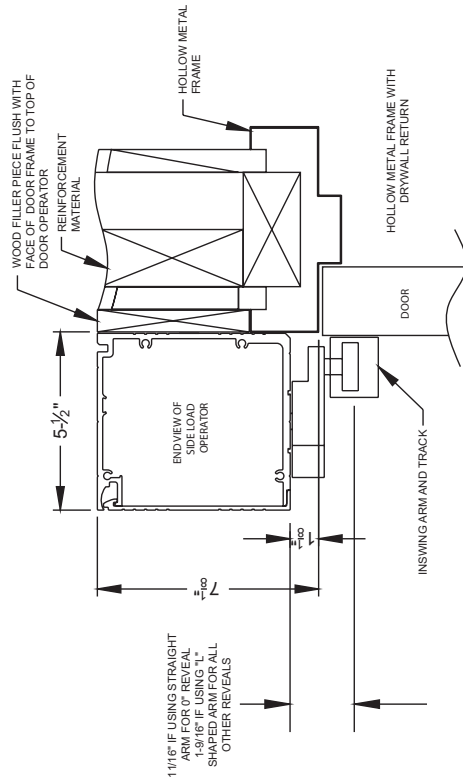 WOOD FILLER PIECE FLUSH WITH
FACE OF DOOR FRAME TO TOP OF
DOOR OPERATOR
REINFORCEMENT
MATERIAL
HOLLOW METAL
FRAME
5-½"
END VIEW OF
SIDE LOAD
OPERATOR
7 ⅛"
1 ⅛"
11/16" IF USING STRAIGHT
ARM FOR 0" REVEAL
1-9/16" IF USING "L"
SHAPED ARM FOR ALL
OTHER REVEALS
DOOR
HOLLOW METAL FRAME WITH
DRYWALL RETURN
INSWING ARM AND TRACK